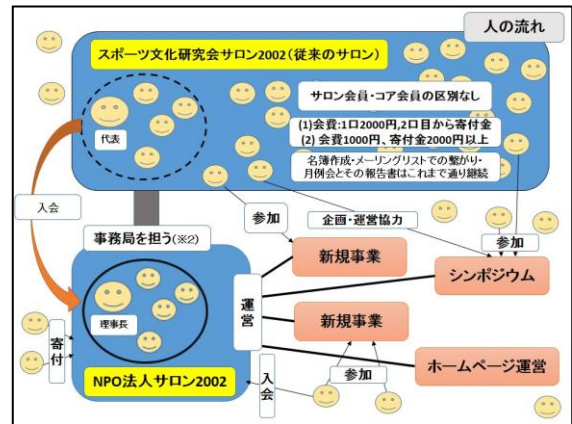 人の流れ
スポーツ文化研究会サロン2002(従来のサロン)
サロン会員・コア会員の区別なし
(1)会費:1口2000円,2口目から寄付金
(2) 会費1000円、寄付金2000円以上
名簿作成・メーリングリストでの繋がり・
月例会とその報告書はこれまで通り継続
代表
入会
参加
企画・運営協力
参加
事務局を担う(※2)
新規事業
シンポジウム
運営
理事長
新規事業
寄付
参加
ホームページ運営
NPO法人サロン2002
入会